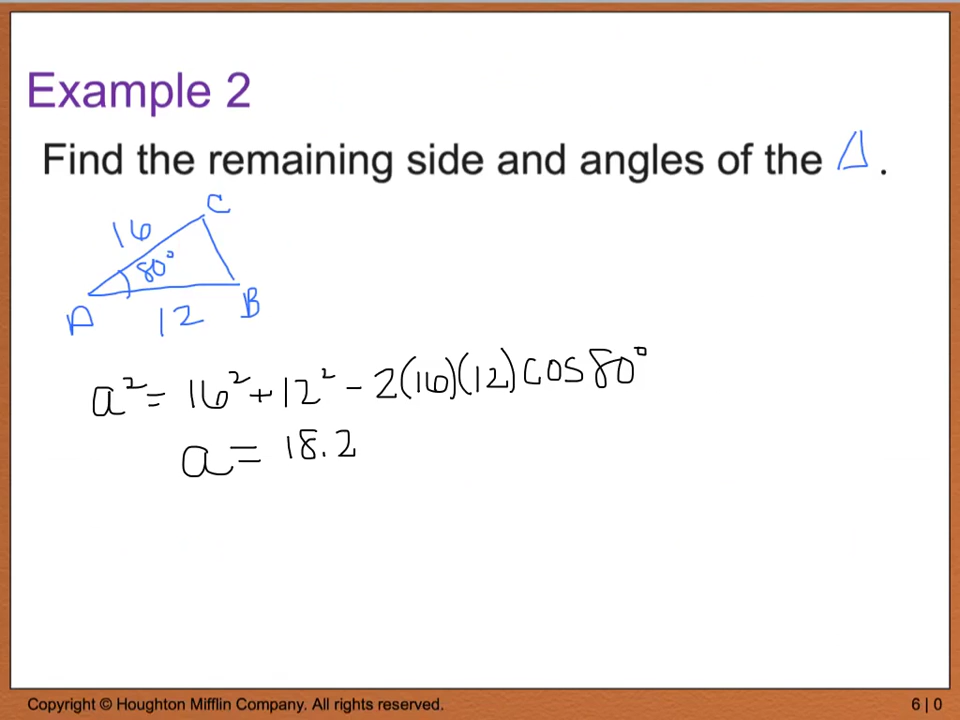 Example 2
Find the remaining side and angles of the Δ.
C
16
80°
A
12
B
a² = 16² + 12² - 2(16)(12) cos 80°
a = 18.2
Copyright © Houghton Mifflin Company. All rights reserved.
6 | 0